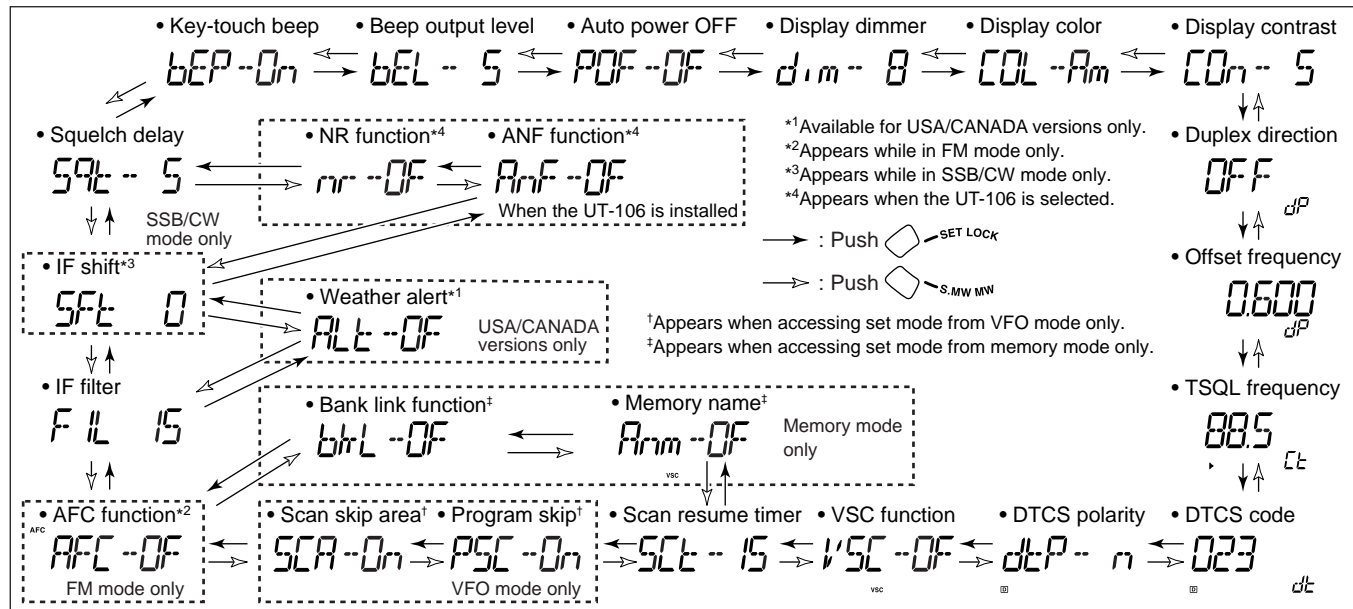 • Key-touch beep
• Beep output level
• Auto power OFF
• Display dimmer
• Display color
• Display contrast
bEP-On
bEL- 5
POF-OF
dim- 8
COL-Am
COn- 5
• Squelch delay
Sqt- 5
SSB/CW
mode only
• NR function*4
• ANF function*4
nr-OF
AnF-OF
When the UT-106 is installed
*1Available for USA/CANADA versions only.
*2Appears while in FM mode only.
*3Appears while in SSB/CW mode only.
*4Appears when the UT-106 is selected.
: Push SET LOCK
: Push S.MW MW
†Appears when accessing set mode from VFO mode only.
‡Appears when accessing set mode from memory mode only.
• Duplex direction
OFF
dP
• Offset frequency
0.600
dP
• TSQL frequency
88.5
Ct
• IF shift*3
SFt 0
• Weather alert*1
ALt-OF
USA/CANADA
versions only
• IF filter
FIL 15
• Bank link function‡
• Memory name‡
bkL-OF
Anm-OF
VSC
Memory mode
only
• AFC function*2
• Scan skip area†
• Program skip†
• Scan resume timer
• VSC function
• DTCS polarity
• DTCS code
AFC
AFC-OF
SCA-On
PSC-On
SCt-15
VSC-OF
dtP- n
023
FM mode only
VFO mode only
VSC
D
D
dt